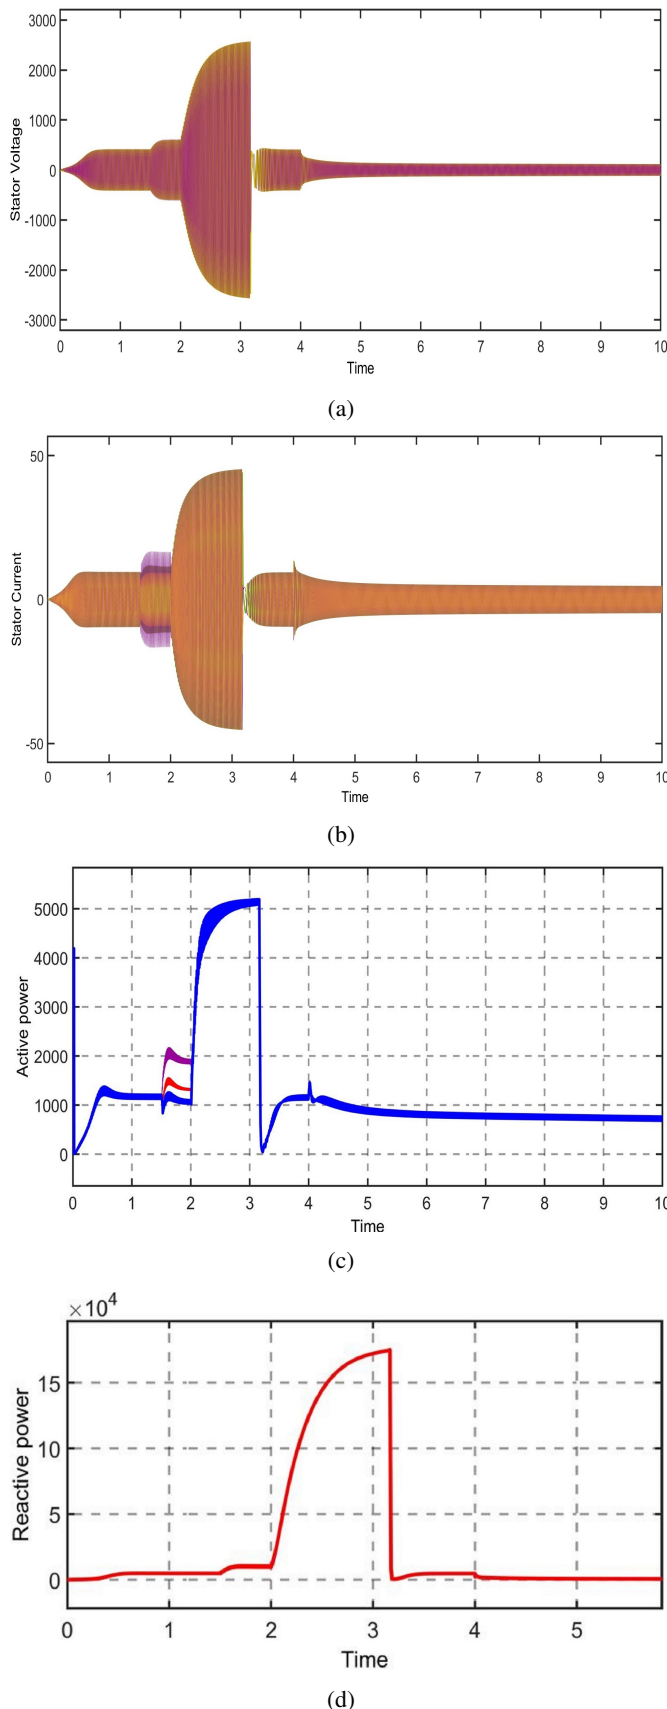 3000
2000
1000
0
-1000
-2000
-3000
Stator Voltage
0 1 2 3 4 5 6 7 8 9 10
Time
(a)
50
0
-50
Stator Current
0 1 2 3 4 5 6 7 8 9 10
Time
(b)
5000
4000
3000
2000
1000
0
Active power
0 1 2 3 4 5 6 7 8 9 10
Time
(c)
×10⁴
15
10
5
0
Reactive power
0 1 2 3 4 5
Time
(d)